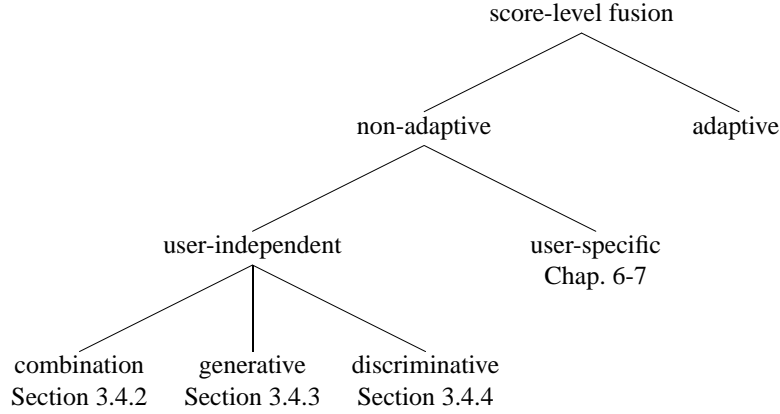 score-level fusion
non-adaptive
adaptive
user-independent
user-specific
Chap. 6-7
combination
Section 3.4.2
generative
Section 3.4.3
discriminative
Section 3.4.4